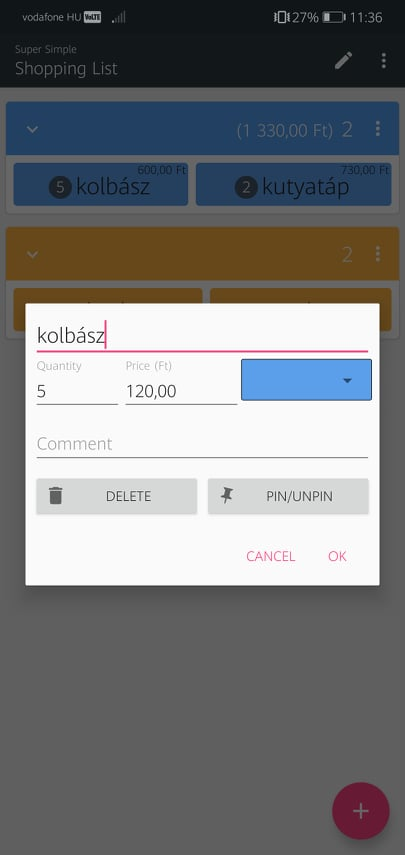 vodafone HU VoLTE 27% 11:36
Super Simple
Shopping List
(1 330,00 Ft) 2
600,00 Ft 730,00 Ft
5 kolbász 2 kutyatáp
2
kolbász
Quantity Price (Ft)
5 120,00
Comment
DELETE PIN/UNPIN
CANCEL OK
+